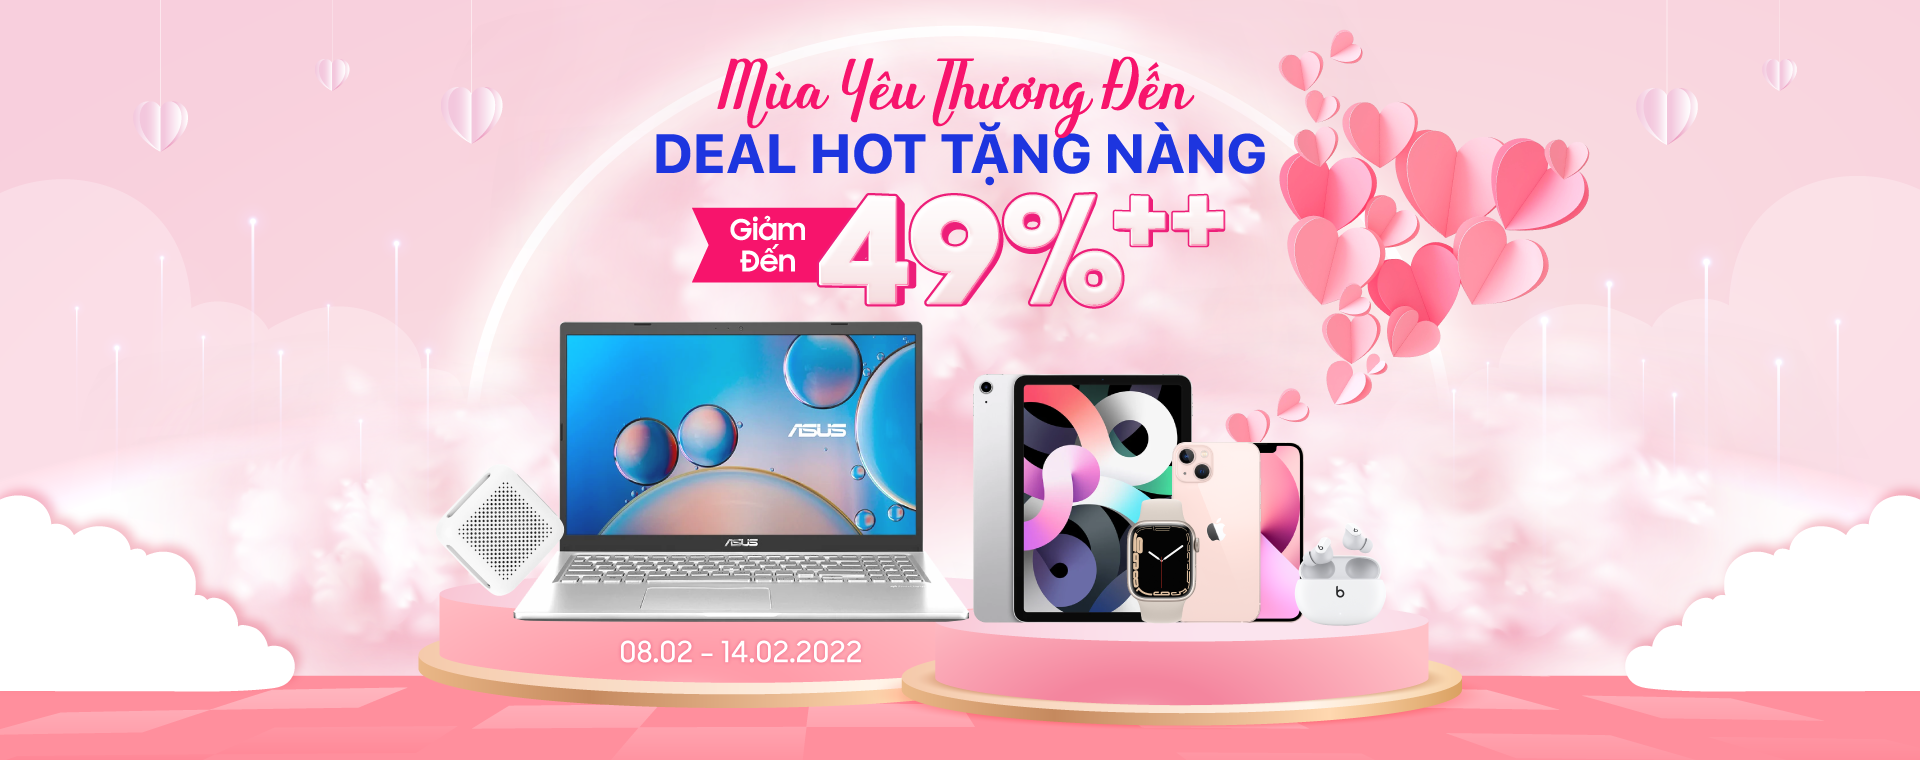 Mùa Yêu Thương Đến
DEAL HOT TẶNG NÀNG
Giảm
Đến
49%++
ASUS
ASUS
b
08.02 - 14.02.2022